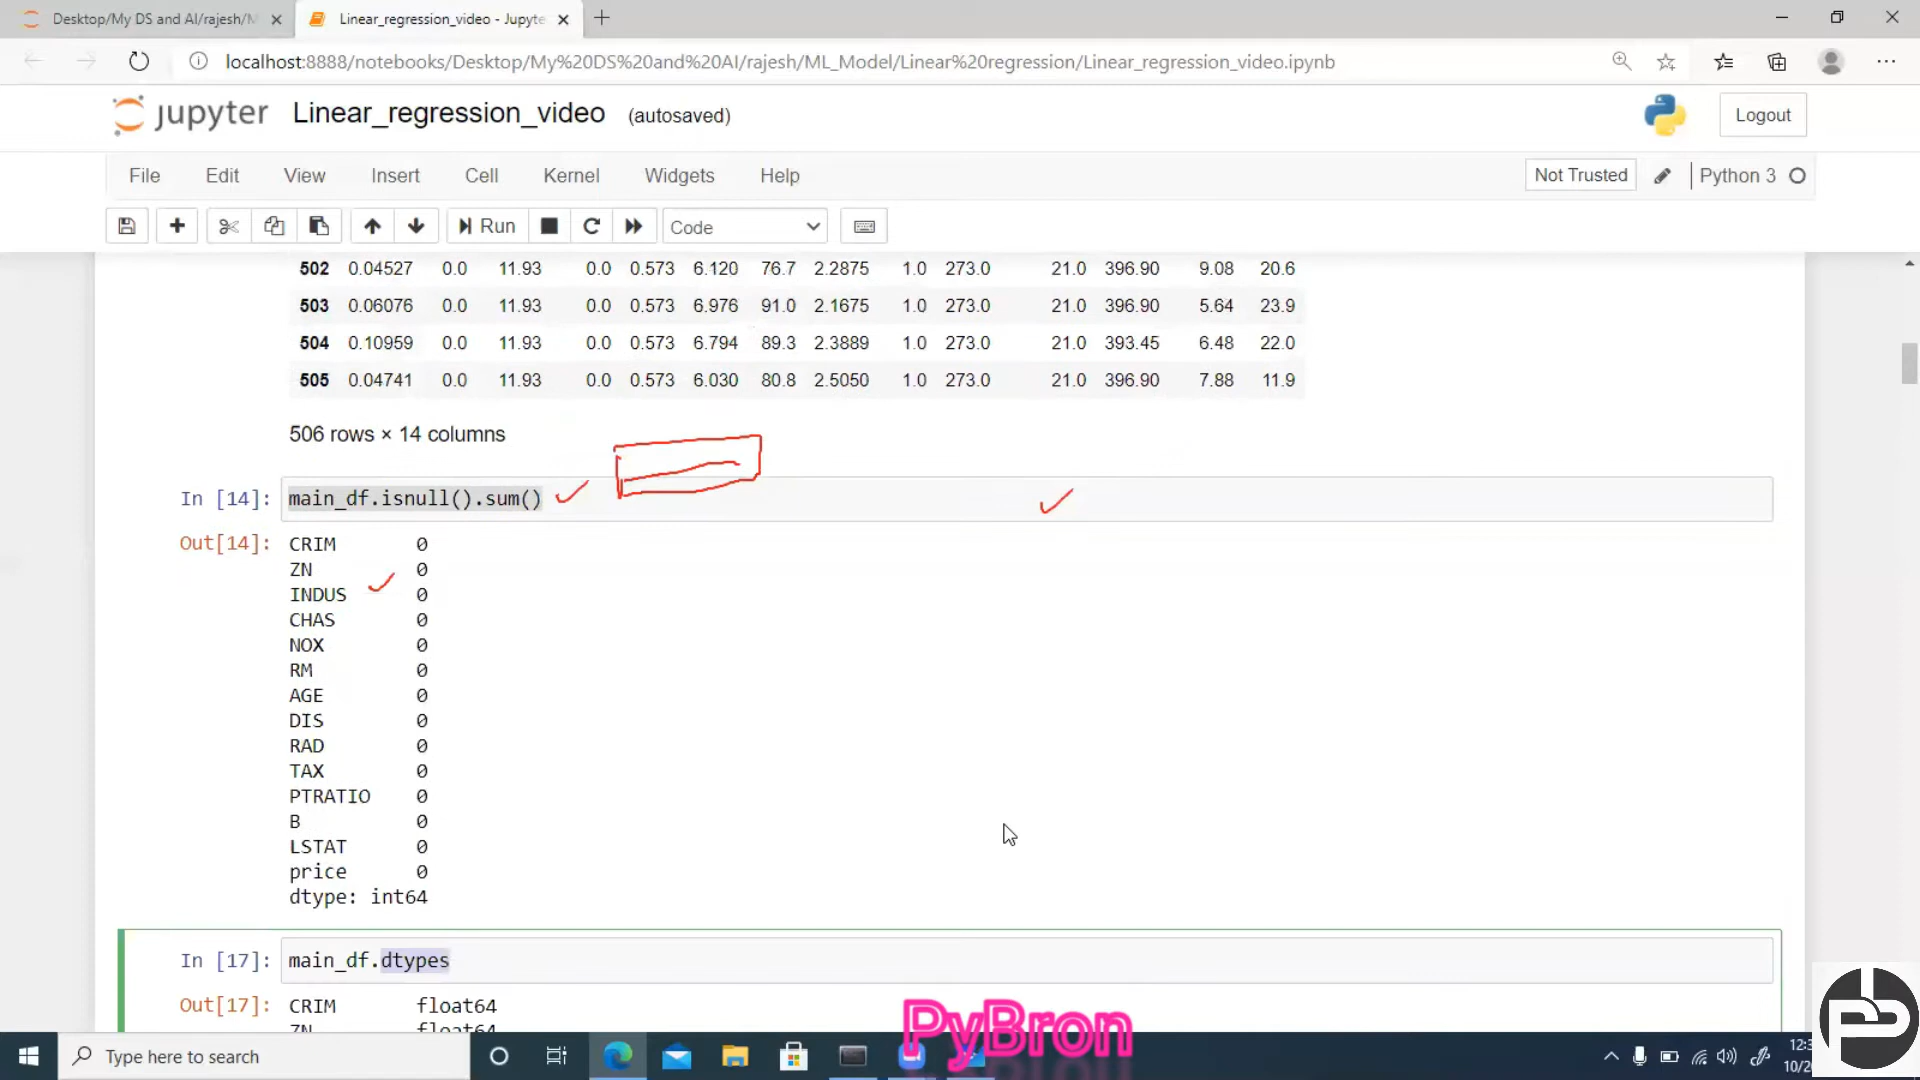 Desktop/My DS and AI/rajesh/M
Linear_regression_video - Jupyte
localhost:8888/notebooks/Desktop/My%20DS%20and%20AI/rajesh/ML_Model/Linear%20regression/Linear_regression_video.ipynb
jupyter Linear_regression_video (autosaved) Logout
File Edit View Insert Cell Kernel Widgets Help Not Trusted Python 3
Run Code
502 0.04527 0.0 11.93 0.0 0.573 6.120 76.7 2.2875 1.0 273.0 21.0 396.90 9.08 20.6
503 0.06076 0.0 11.93 0.0 0.573 6.976 91.0 2.1675 1.0 273.0 21.0 396.90 5.64 23.9
504 0.10959 0.0 11.93 0.0 0.573 6.794 89.3 2.3889 1.0 273.0 21.0 393.45 6.48 22.0
505 0.04741 0.0 11.93 0.0 0.573 6.030 80.8 2.5050 1.0 273.0 21.0 396.90 7.88 11.9
506 rows × 14 columns
In [14]: main_df.isnull().sum()
Out[14]: CRIM 0
ZN 0
INDUS 0
CHAS 0
NOX 0
RM 0
AGE 0
DIS 0
RAD 0
TAX 0
PTRATIO 0
B 0
LSTAT 0
price 0
dtype: int64
In [17]: main_df.dtypes
Out[17]: CRIM float64
ZN float64
PyBron
Type here to search
12:3
10/2